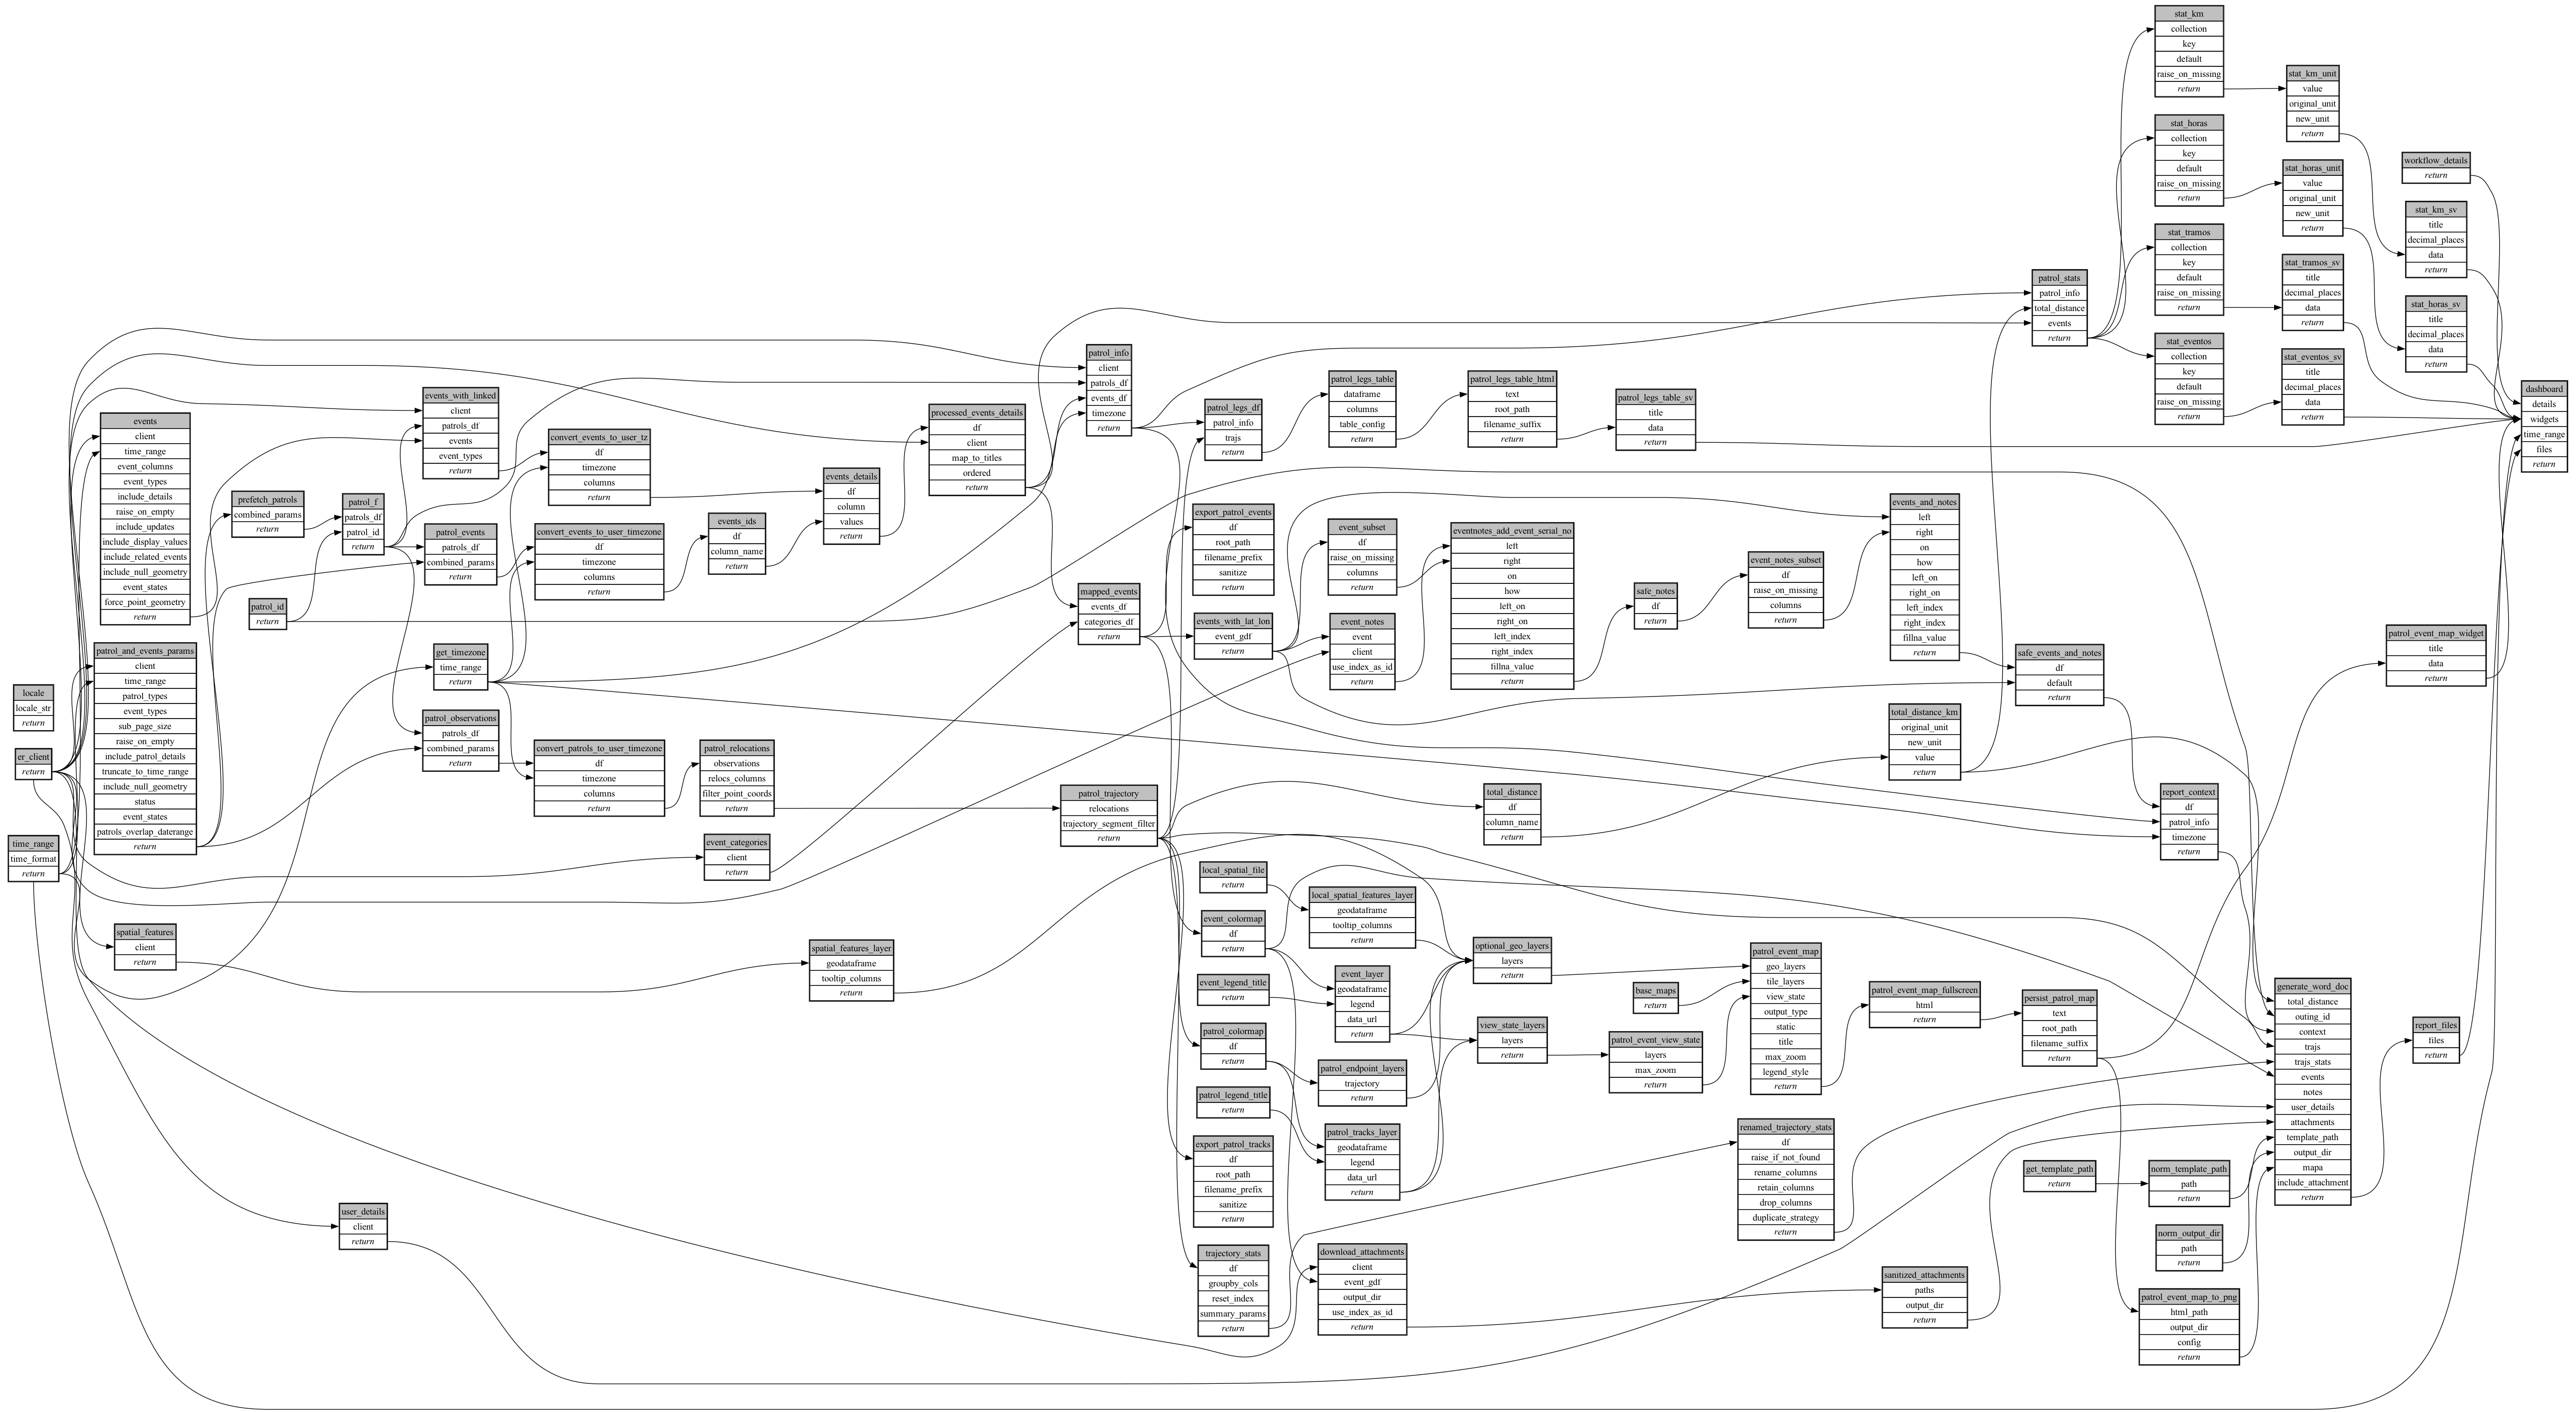 locale
locale_str
return
er_client
return
time_range
time_format
return
events
client
time_range
event_columns
event_types
include_details
raise_on_empty
include_updates
include_display_values
include_related_events
include_null_geometry
event_states
force_point_geometry
return
patrol_and_events_params
client
time_range
patrol_types
event_types
sub_page_size
raise_on_empty
include_patrol_details
truncate_to_time_range
include_null_geometry
status
event_states
patrols_overlap_daterange
return
spatial_features
client
return
prefetch_patrols
combined_params
return
patrol_id
return
patrol_f
patrols_df
patrol_id
return
user_details
client
return
events_with_linked
client
patrols_df
events
event_types
return
patrol_events
patrols_df
combined_params
return
get_timezone
time_range
return
patrol_observations
patrols_df
combined_params
return
convert_events_to_user_tz
df
timezone
columns
return
convert_events_to_user_timezone
df
timezone
columns
return
convert_patrols_to_user_timezone
df
timezone
columns
return
events_ids
df
column_name
return
patrol_relocations
observations
relocs_columns
filter_point_coords
return
event_categories
client
return
events_details
df
column
values
return
spatial_features_layer
geodataframe
tooltip_columns
return
processed_events_details
df
client
map_to_titles
ordered
return
patrol_info
client
patrols_df
events_df
timezone
return
mapped_events
events_df
categories_df
return
patrol_trajectory
relocations
trajectory_segment_filter
return
patrol_legs_df
patrol_info
trajs
return
export_patrol_events
df
root_path
filename_prefix
sanitize
return
events_with_lat_lon
event_gdf
return
local_spatial_file
return
event_colormap
df
return
event_legend_title
return
patrol_colormap
df
return
patrol_legend_title
return
export_patrol_tracks
df
root_path
filename_prefix
sanitize
return
trajectory_stats
df
groupby_cols
reset_index
summary_params
return
patrol_legs_table
dataframe
columns
table_config
return
event_subset
df
raise_on_missing
columns
return
event_notes
event
client
use_index_as_id
return
local_spatial_features_layer
geodataframe
tooltip_columns
return
event_layer
geodataframe
legend
data_url
return
patrol_endpoint_layers
trajectory
return
patrol_tracks_layer
geodataframe
legend
data_url
return
download_attachments
client
event_gdf
output_dir
use_index_as_id
return
patrol_legs_table_html
text
root_path
filename_suffix
return
eventnotes_add_event_serial_no
left
right
on
how
left_on
right_on
left_index
right_index
fillna_value
return
total_distance
df
column_name
return
optional_geo_layers
layers
return
view_state_layers
layers
return
patrol_legs_table_sv
title
data
return
safe_notes
df
return
base_maps
return
patrol_event_view_state
layers
max_zoom
return
event_notes_subset
df
raise_on_missing
columns
return
patrol_event_map
geo_layers
tile_layers
view_state
output_type
static
title
max_zoom
legend_style
return
renamed_trajectory_stats
df
raise_if_not_found
rename_columns
retain_columns
drop_columns
duplicate_strategy
return
events_and_notes
left
right
on
how
left_on
right_on
left_index
right_index
fillna_value
return
total_distance_km
original_unit
new_unit
value
return
patrol_event_map_fullscreen
html
return
sanitized_attachments
paths
output_dir
return
patrol_stats
patrol_info
total_distance
events
return
safe_events_and_notes
df
default
return
persist_patrol_map
text
root_path
filename_suffix
return
get_template_path
return
stat_km
collection
key
default
raise_on_missing
return
stat_horas
collection
key
default
raise_on_missing
return
stat_tramos
collection
key
default
raise_on_missing
return
stat_eventos
collection
key
default
raise_on_missing
return
report_context
df
patrol_info
timezone
return
norm_template_path
path
return
norm_output_dir
path
return
patrol_event_map_to_png
html_path
output_dir
config
return
stat_km_unit
value
original_unit
new_unit
return
stat_horas_unit
value
original_unit
new_unit
return
stat_tramos_sv
title
decimal_places
data
return
stat_eventos_sv
title
decimal_places
data
return
generate_word_doc
total_distance
outing_id
context
trajs
trajs_stats
events
notes
user_details
attachments
template_path
output_dir
mapa
include_attachment
return
workflow_details
return
stat_km_sv
title
decimal_places
data
return
stat_horas_sv
title
decimal_places
data
return
patrol_event_map_widget
title
data
return
report_files
files
return
dashboard
details
widgets
time_range
files
return